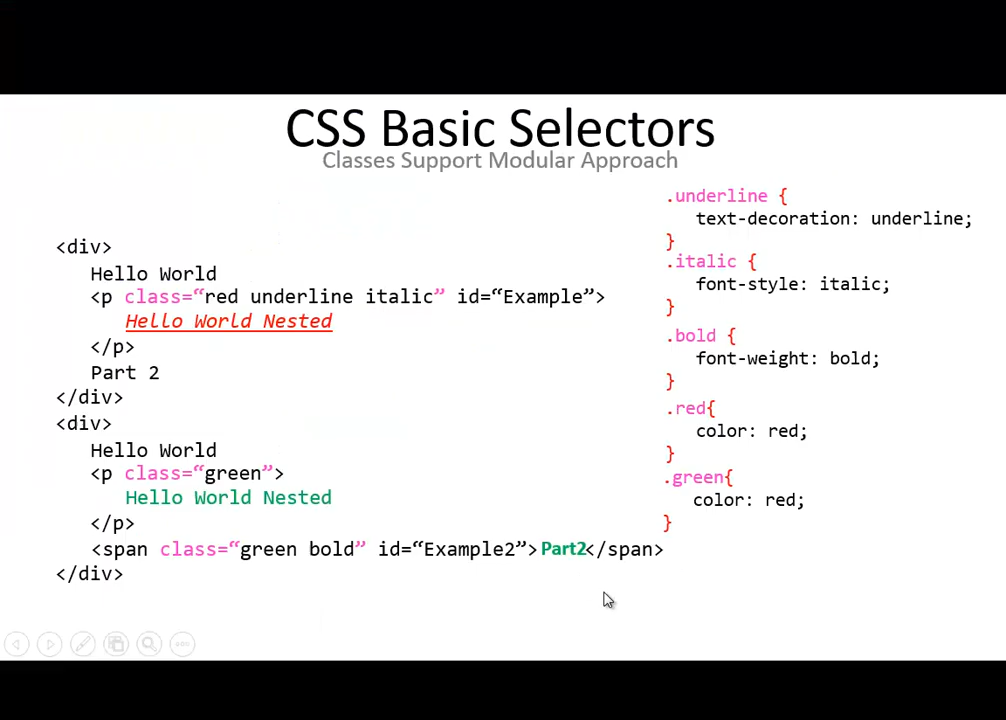 CSS Basic Selectors
Classes Support Modular Approach
<div>
Hello World
<p class=“red underline italic” id=“Example”>
Hello World Nested
</p>
Part 2
</div>
<div>
Hello World
<p class=“green”>
Hello World Nested
</p>
<span class=“green bold” id=“Example2”>Part2</span>
</div>
.underline {
text-decoration: underline;
}
.italic {
font-style: italic;
}
.bold {
font-weight: bold;
}
.red{
color: red;
}
.green{
color: red;
}